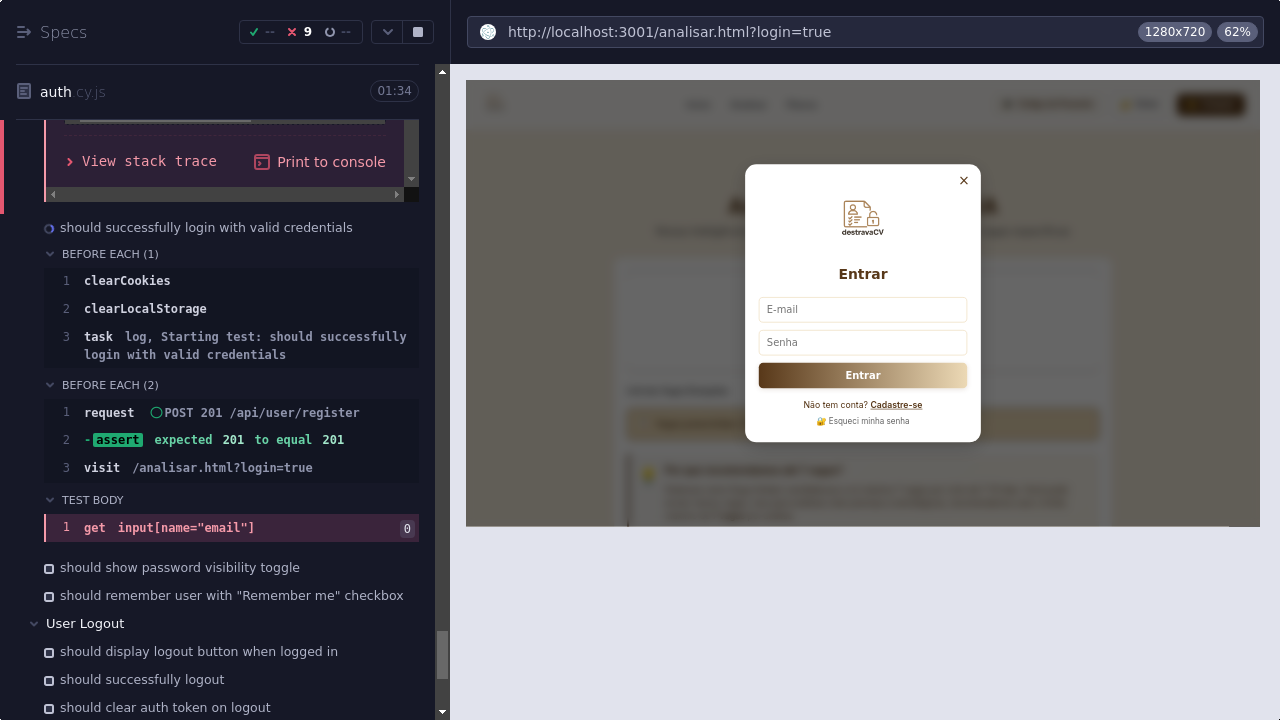 Specs
-- 9 --
http://localhost:3001/analisar.html?login=true
1280x720
62%
auth cy.js
01:34
View stack trace
Print to console
should successfully login with valid credentials
BEFORE EACH (1)
1 clearCookies
2 clearLocalStorage
3 task log, Starting test: should successfully
login with valid credentials
BEFORE EACH (2)
1 request POST 201 /api/user/register
2 -assert expected 201 to equal 201
3 visit /analisar.html?login=true
TEST BODY
1 get input[name="email"] 0
should show password visibility toggle
should remember user with "Remember me" checkbox
User Logout
should display logout button when logged in
should successfully logout
should clear auth token on logout
×
destravaCV
Entrar
E-mail
Senha
Entrar
Não tem conta? Cadastre-se
🔐 Esqueci minha senha